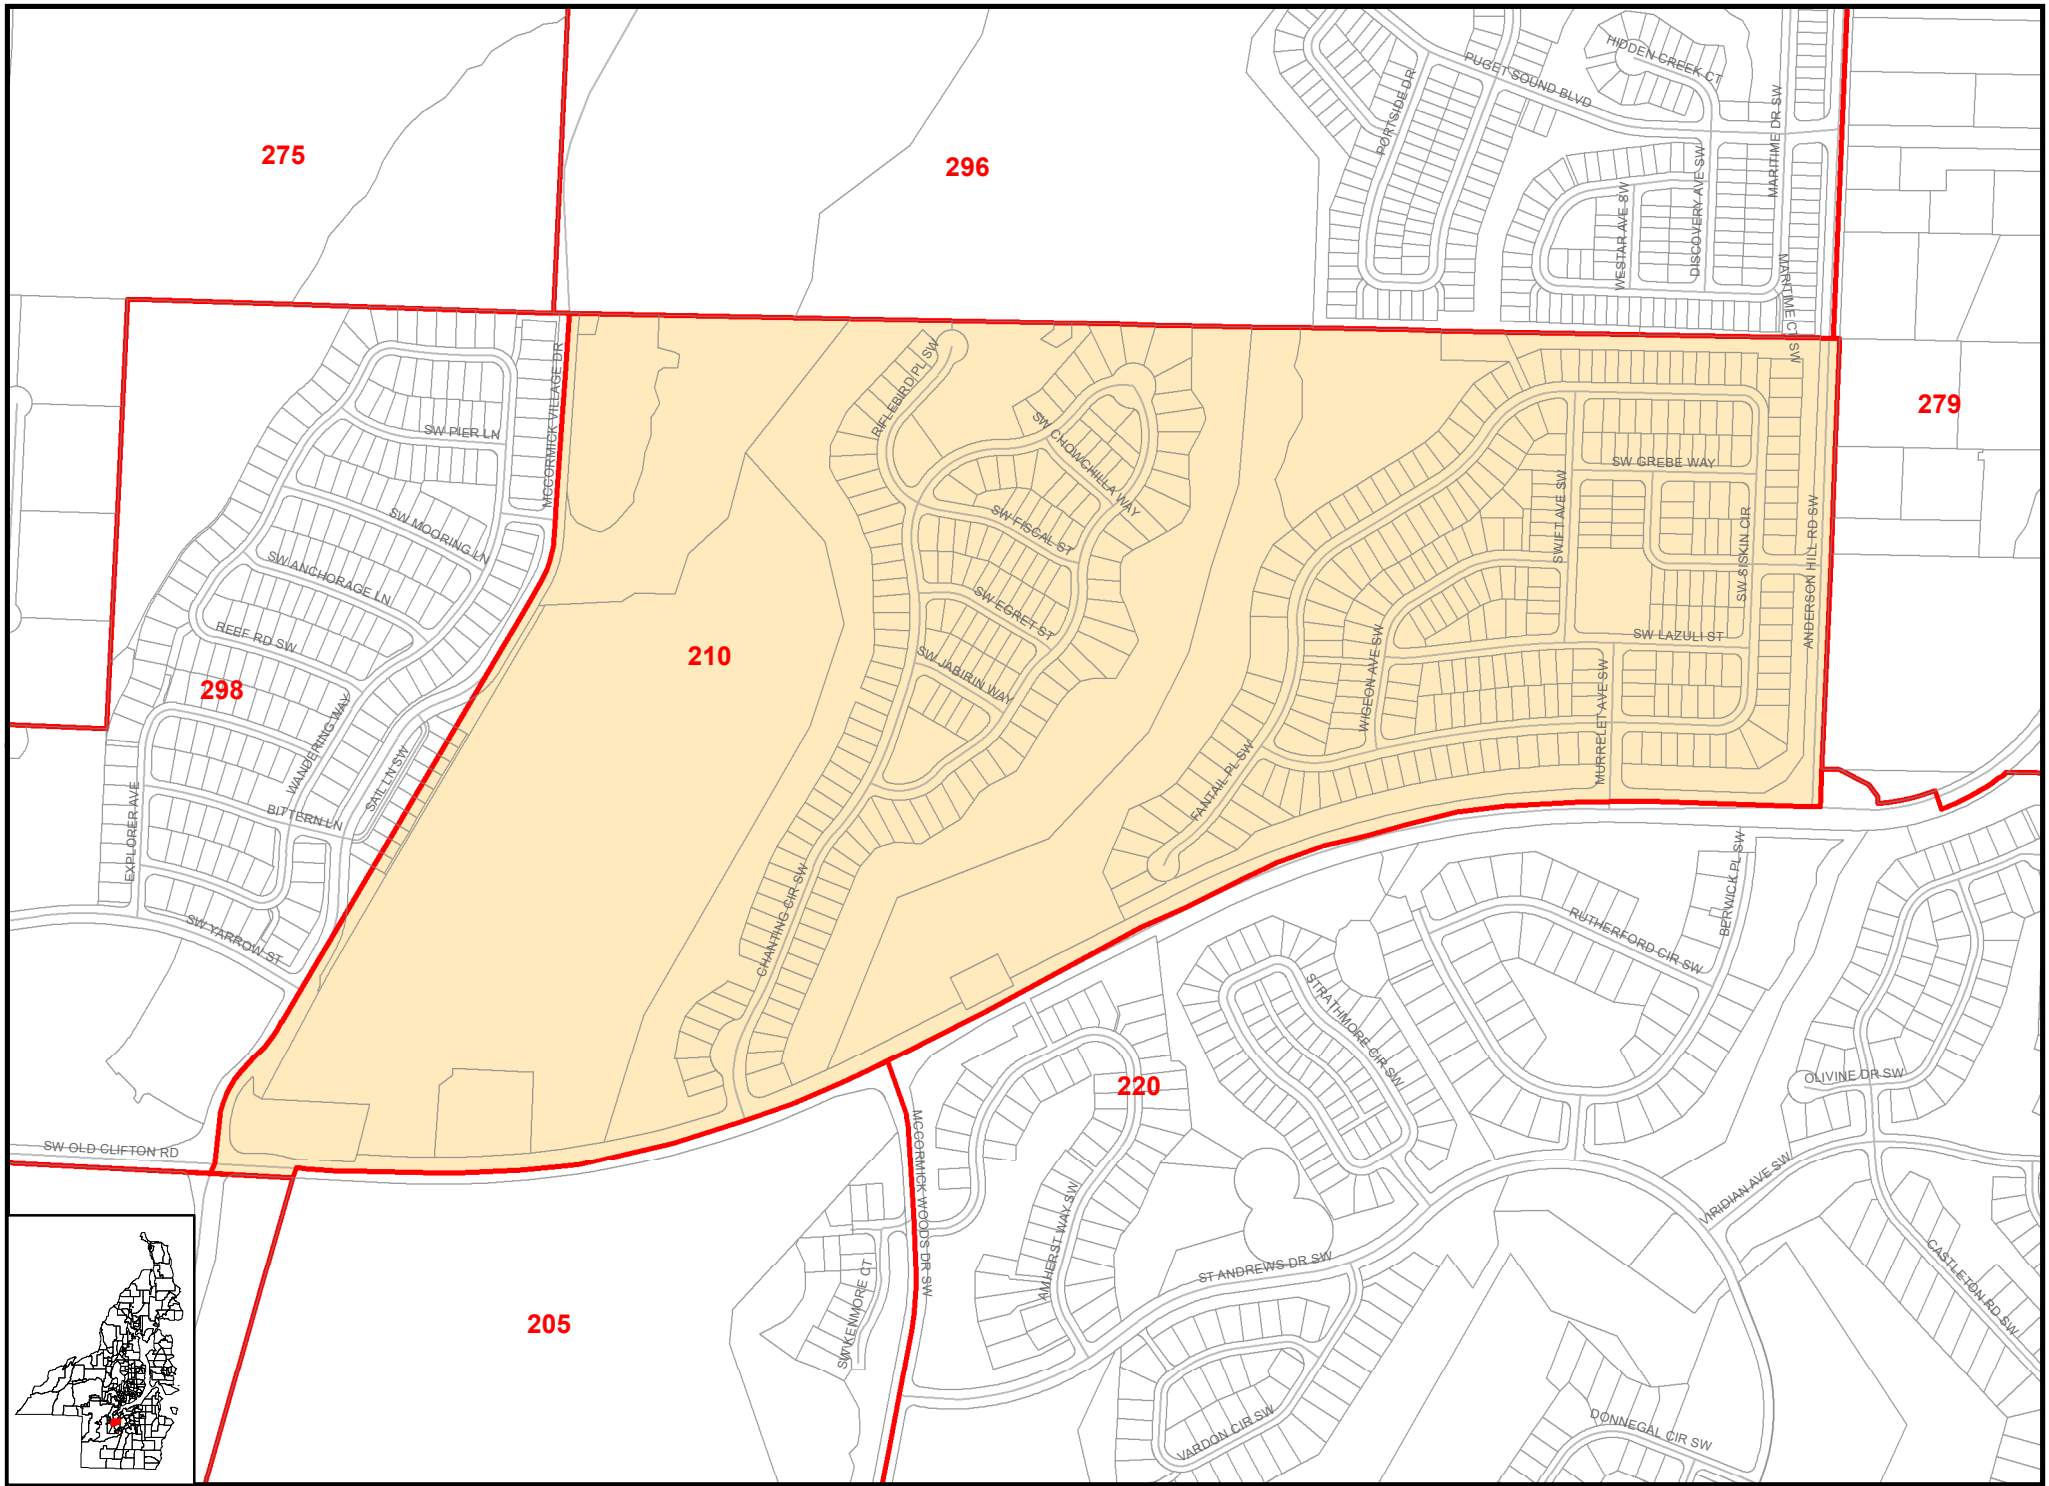 HIDDEN CREEK CT
PUGET SOUND BLVD
PORTSIDE DR
MARITIME DR SW
275
296
DISCOVERY AVE SW
WESTAR AVE SW
MARITIME CT SW
279
MCCORMICK VILLAGE DR
SW PIER LN
RIFLEBIRD PL SW
SW CHOWCHILLA WAY
SW GREBE WAY
SW MOORING LN
SW FISCAL ST
SWIFT AVE SW
SW SISKIN CIR
ANDERSON HILL RD SW
SW ANCHORAGE LN
SW EGRET ST
REEF RD SW
SW LAZULI ST
210
298
SW JABIRIN WAY
WIGEON AVE SW
MURRELET AVE SW
WANDERING WAY
SAIL LN SW
FANTAIL PL SW
EXPLORER AVE
BITTERN LN
BERWICK PL SW
CHANTING CIR SW
SW YARROW ST
RUTHERFORD CIR SW
STRATHMORE CIR SW
220
OLIVINE DR SW
SW OLD CLIFTON RD
MCCORMICK WOODS DR SW
VIRIDIAN AVE SW
AMHERST WAY SW
ST ANDREWS DR SW
CASTLETON RD SW
205
SW KENMORE CT
VARDON CIR SW
DONNEGAL CIR SW